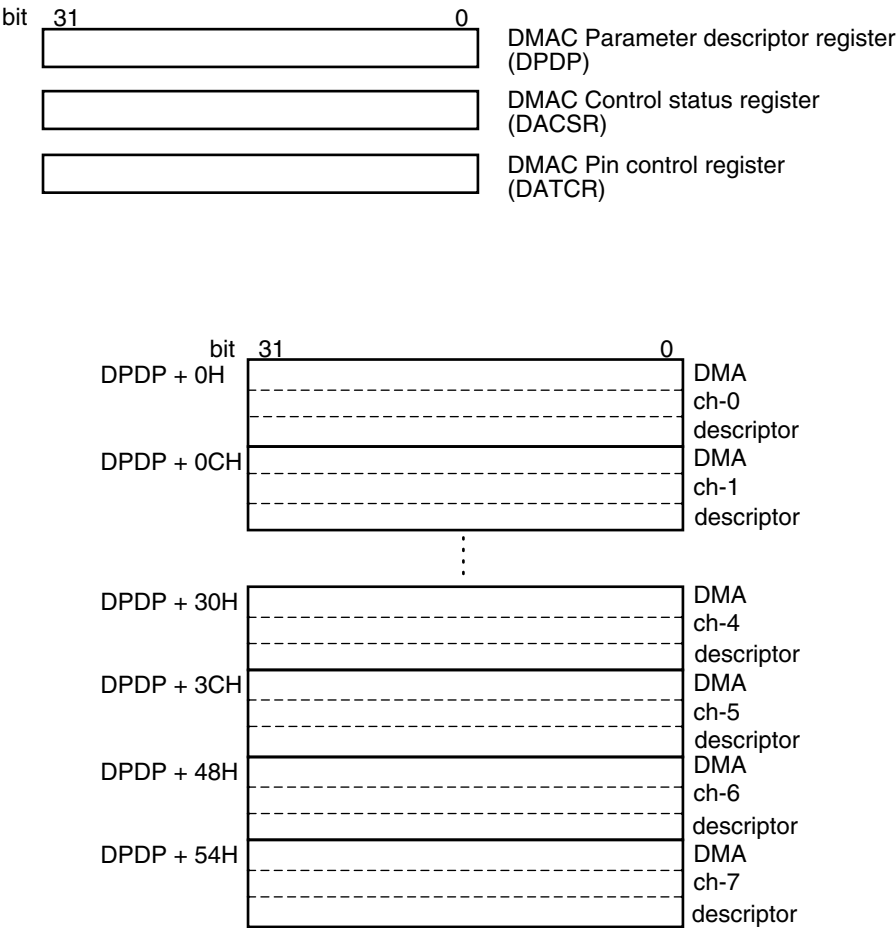 bit 31 0
DMAC Parameter descriptor register
(DPDP)
DMAC Control status register
(DACSR)
DMAC Pin control register
(DATCR)
bit 31 0
DPDP + 0H DMA
ch-0
descriptor
DPDP + 0CH DMA
ch-1
descriptor
DPDP + 30H DMA
ch-4
descriptor
DPDP + 3CH DMA
ch-5
descriptor
DPDP + 48H DMA
ch-6
descriptor
DPDP + 54H DMA
ch-7
descriptor